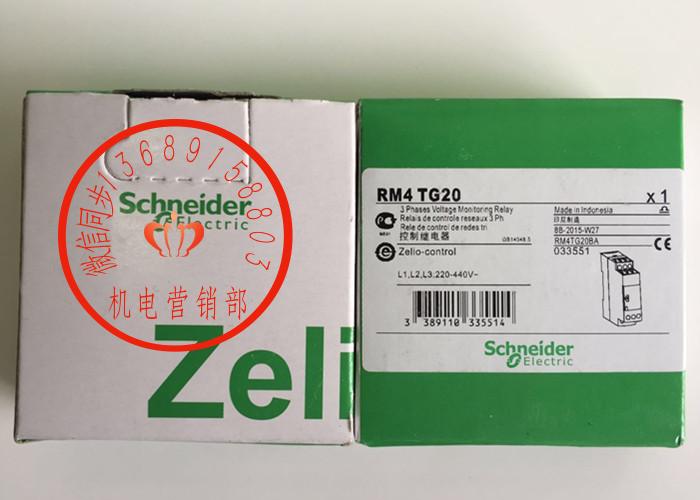 微信同步13689158803
机电营销部
Schneider
Electric
Zeli
RM4 TG20
x 1
3 Phases Voltage Monitoring Relay
Relais de controle reseaux 3 Ph
Rele de control de redes tri
控制继电器
GB14048.5
Zelio-control
L1,L2,L3:220-440V~
Made in Indonesia
印尼制造
8B-2015-W27
RM4TG20BA
033551
CE
3 389110 335514
Schneider
Electric